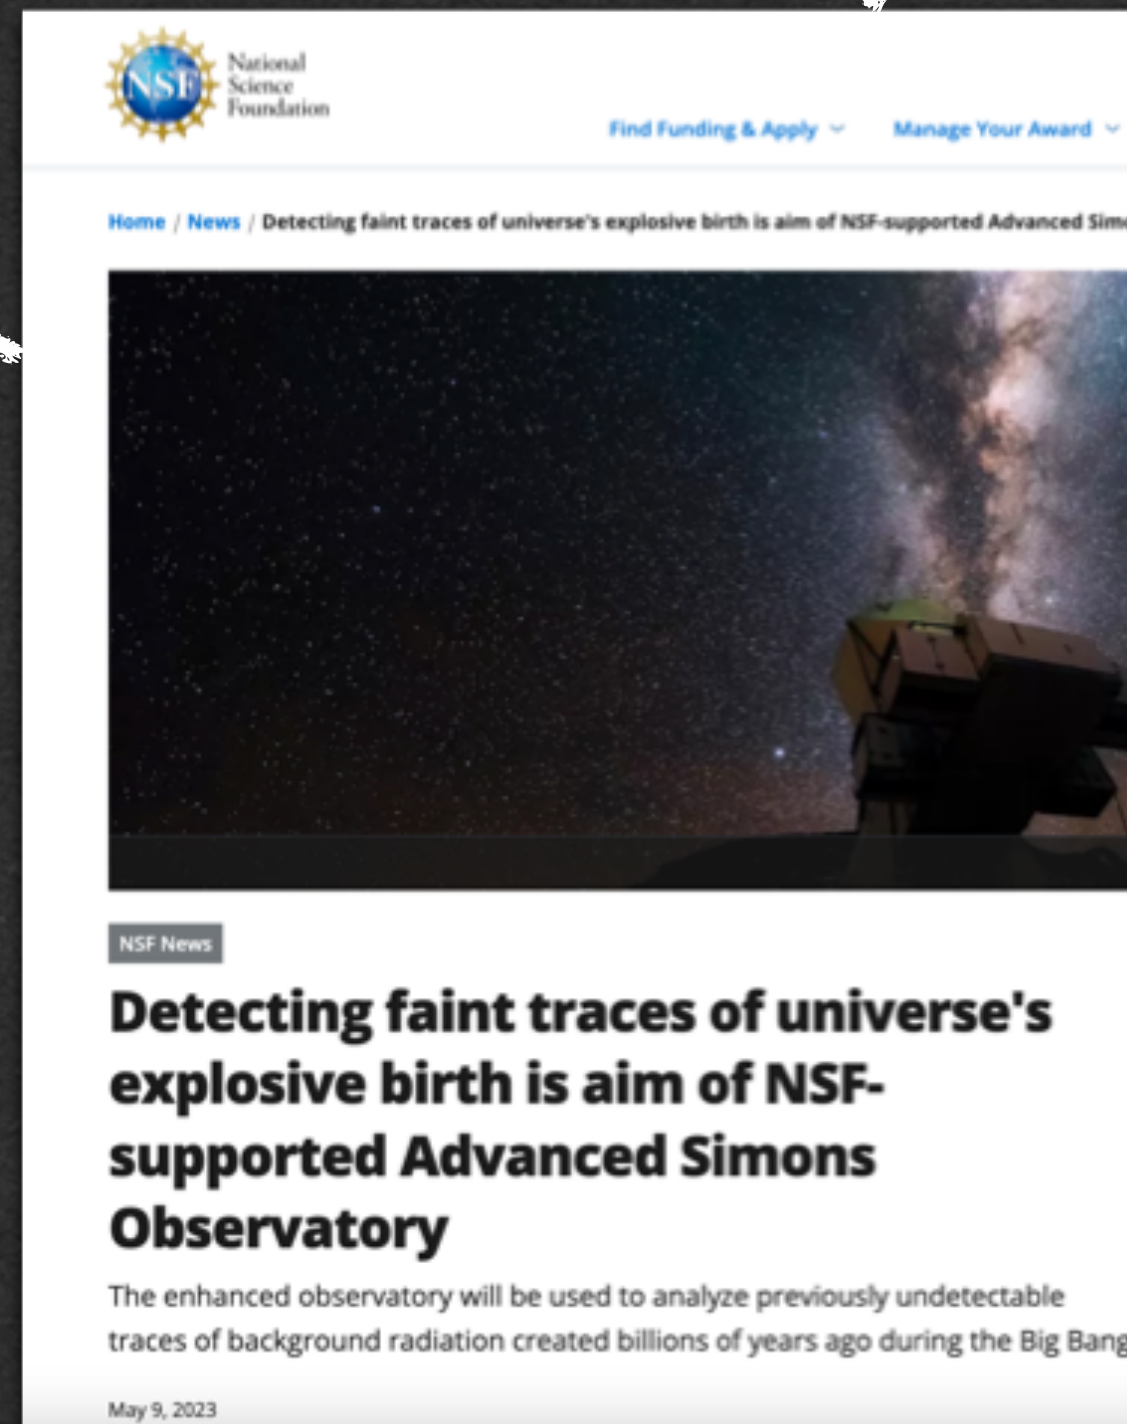 NSF
National
Science
Foundation
Find Funding & Apply
Manage Your Award
Home / News / Detecting faint traces of universe's explosive birth is aim of NSF-supported Advanced
NSF News
Detecting faint traces of universe's
explosive birth is aim of NSF-
supported Advanced Simons
Observatory
The enhanced observatory will be used to analyze previously undetectable
traces of background radiation created billions of years ago during the Big Bang
May 9, 2023